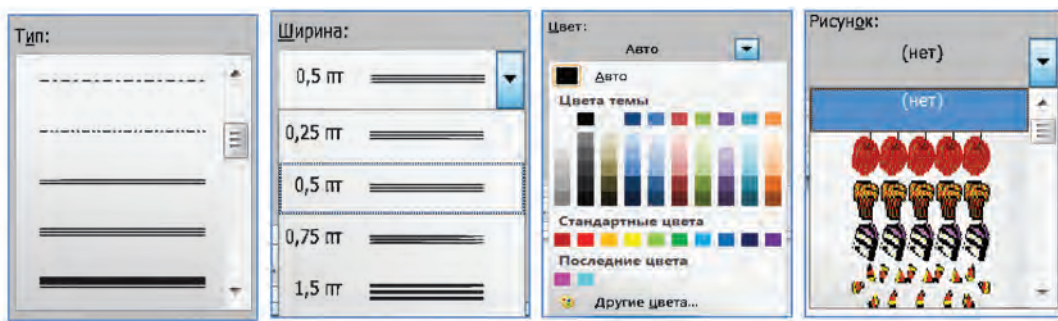 Тип:
Ширина:
0,5 пт
0,25 пт
0,5 пт
0,75 пт
1,5 пт
Цвет:
Авто
Авто
Цвета темы
Стандартные цвета
Последние цвета
Другие цвета...
Рисунок:
(нет)
(нет)